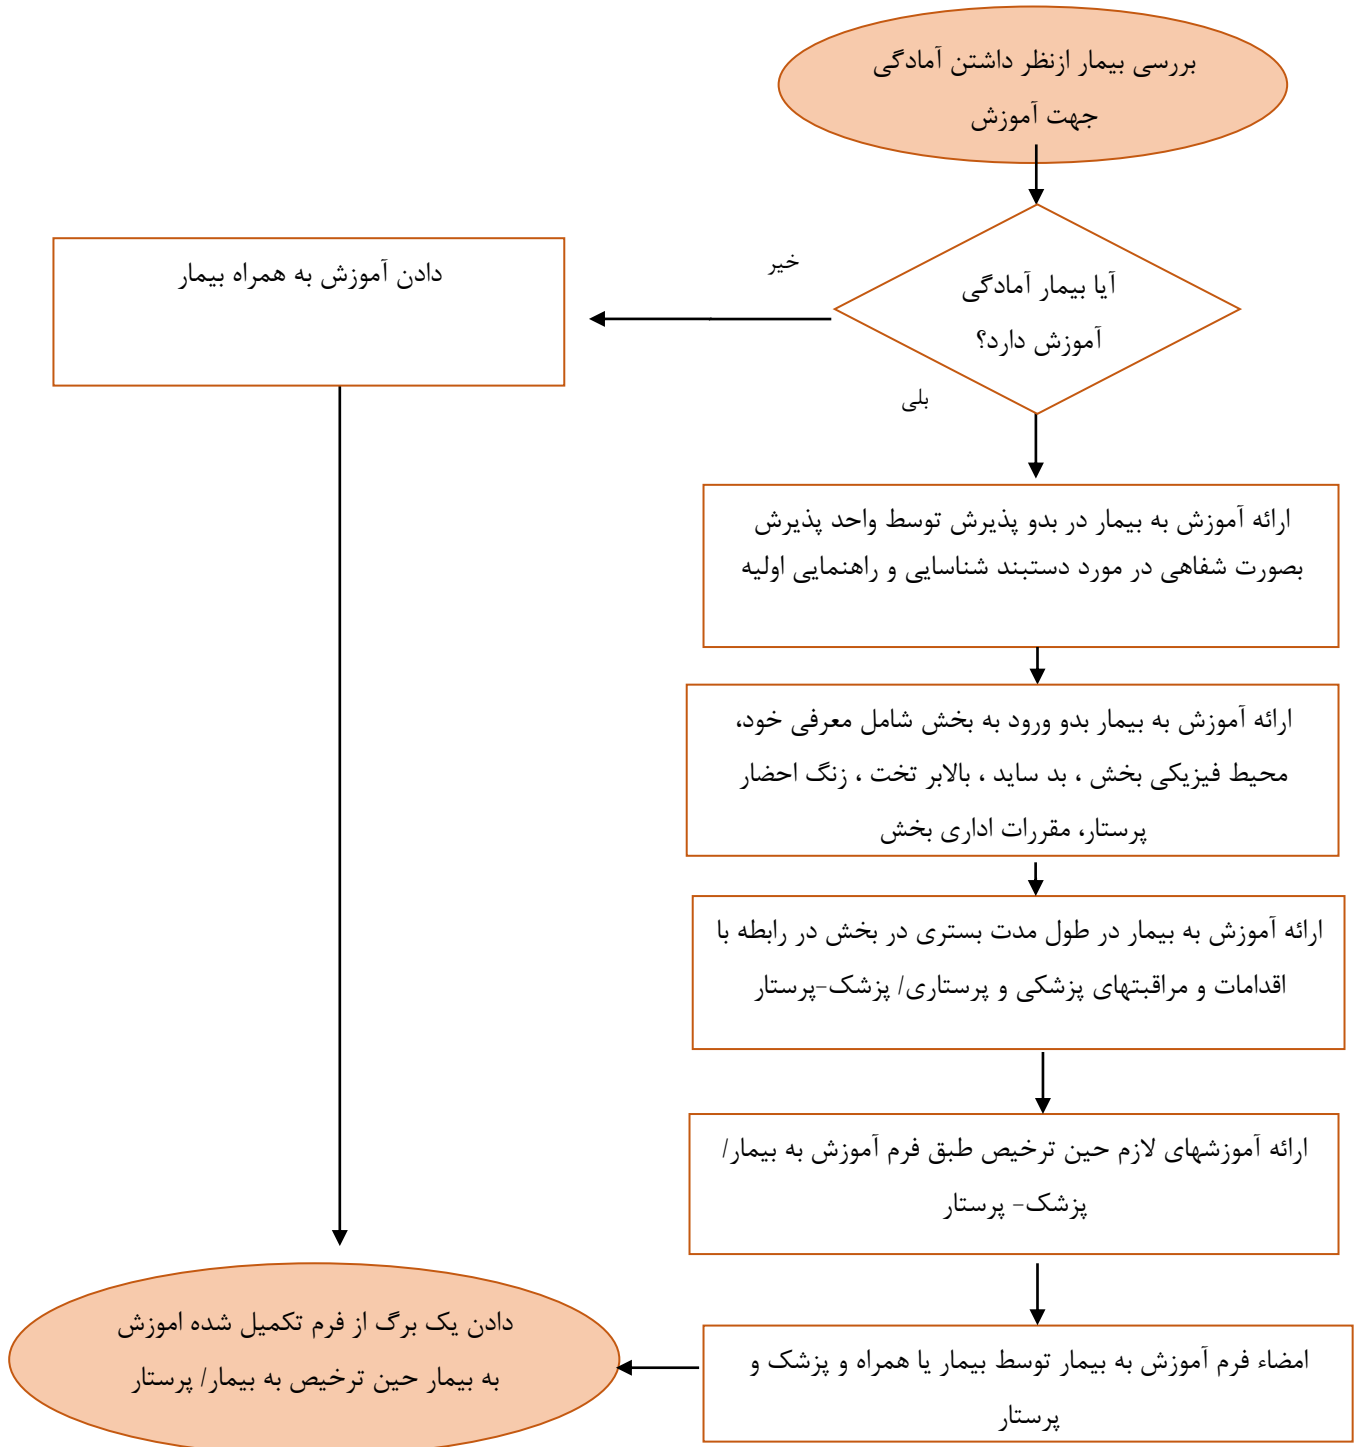 بررسی بیمار ازنظر داشتن آمادگی
جهت آموزش
آیا بیمار آمادگی
آموزش دارد؟
خیر
دادن آموزش به همراه بیمار
بلی
ارائه آموزش به بیمار در بدو پذیرش توسط واحد پذیرش
بصورت شفاهی در مورد دستبند شناسایی و راهنمایی اولیه
ارائه آموزش به بیمار بدو ورود به بخش شامل معرفی خود،
محیط فیزیکی بخش ، بد ساید ، بالابر تخت ، زنگ احضار
پرستار، مقررات اداری بخش
ارائه آموزش به بیمار در طول مدت بستری در بخش در رابطه با
اقدامات و مراقبتهای پزشکی و پرستاری/ پزشک-پرستار
ارائه آموزشهای لازم حین ترخیص طبق فرم آموزش به بیمار/
پزشک- پرستار
امضاء فرم آموزش به بیمار توسط بیمار یا همراه و پزشک و
پرستار
دادن یک برگ از فرم تکمیل شده اموزش
به بیمار حین ترخیص به بیمار/ پرستار